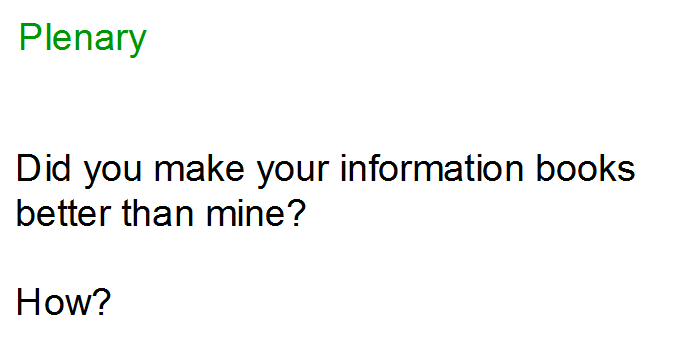 Plenary
Did you make your information books
better than mine?
How?